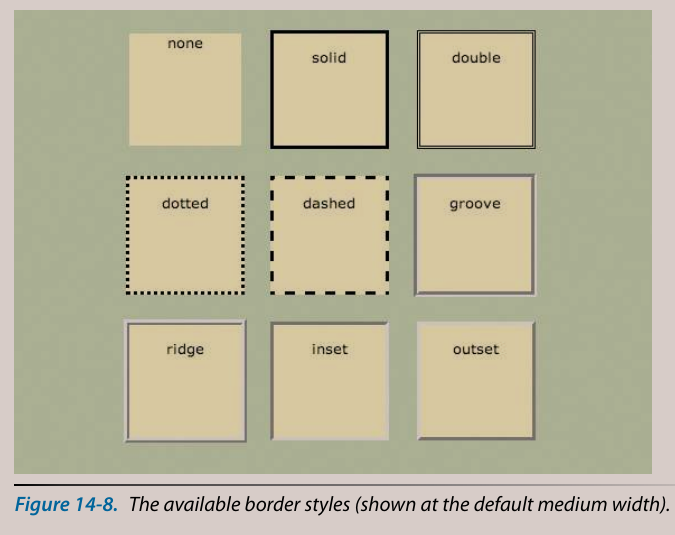 none
solid
double
dotted
dashed
groove
ridge
inset
outset
Figure 14-8. The available border styles (shown at the default medium width).